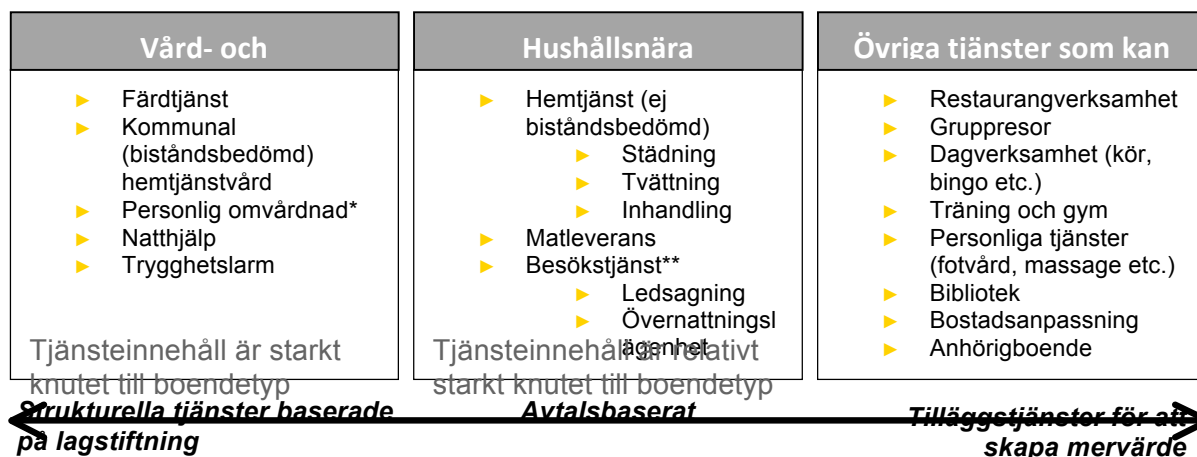 Vård- och
Färdtjänst
Kommunal
(biståndsbedömd)
hemtjänstvård
Personlig omvårdnad*
Natthjälp
Trygghetslarm
Tjänsteinnehåll är starkt
knutet till boendetyp
Hushållsnära
Hemtjänst (ej
biståndsbedömd)
Städning
Tvättning
Inhandling
Matleverans
Besökstjänst**
Ledsagning
Övernattningsl
ägenhet
Tjänsteinnehåll är relativt
starkt knutet till boendetyp
Övriga tjänster som kan
Restaurangverksamhet
Gruppresor
Dagverksamhet (kör,
bingo etc.)
Träning och gym
Personliga tjänster
(fotvård, massage etc.)
Bibliotek
Bostadsanpassning
Anhörigboende
Strukturella tjänster baserade
på lagstiftning
Avtalsbaserat
Tilläggstjänster för att
skapa mervärde